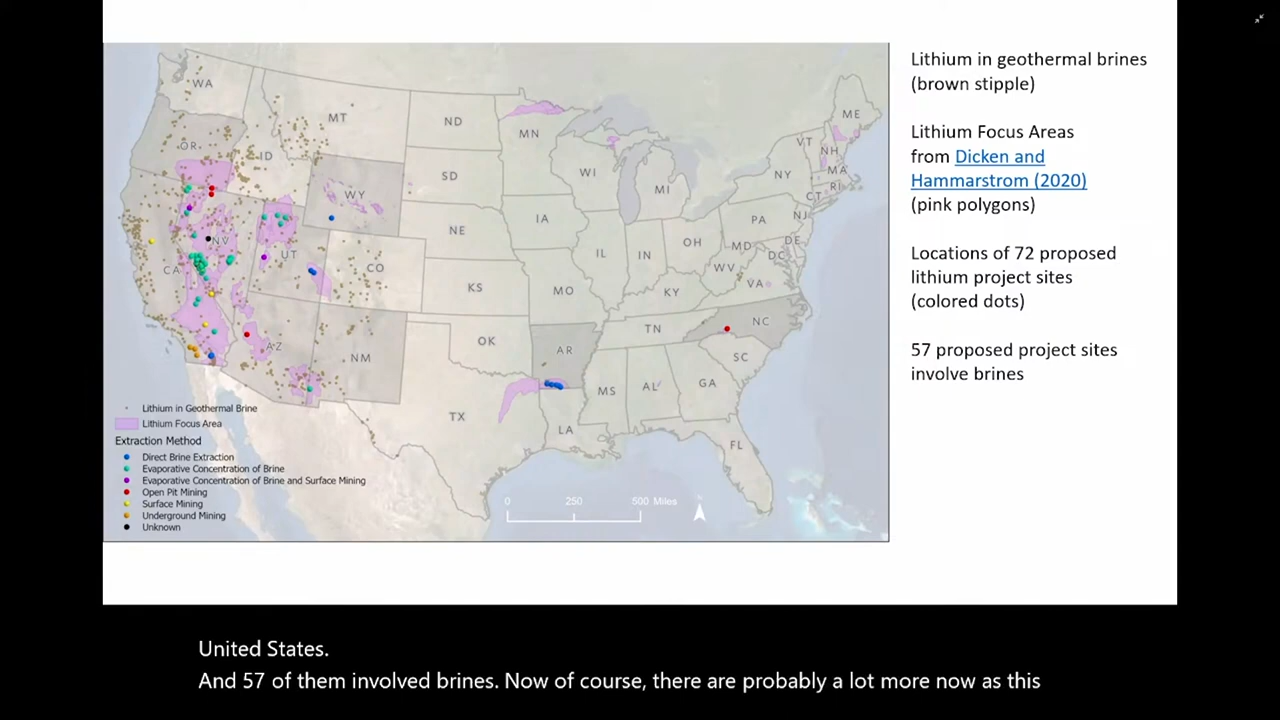 Lithium in geothermal brines
(brown stipple)
Lithium Focus Areas
from Dicken and
Hammarstrom (2020)
(pink polygons)
Locations of 72 proposed
lithium project sites
(colored dots)
57 proposed project sites
involve brines
WA
MT
ND
MN
ME
OR
ID
SD
WI
MI
VT
NH
NY
MA
RI
CT
WY
NE
IA
PA
NJ
NV
UT
CO
IL
IN
OH
MD
DE
DC
WV
VA
CA
KS
MO
KY
AZ
NM
OK
AR
TN
NC
SC
MS
AL
GA
TX
LA
FL
Lithium in Geothermal Brine
Lithium Focus Area
Extraction Method
Direct Brine Extraction
Evaporative Concentration of Brine
Evaporative Concentration of Brine and Surface Mining
Open Pit Mining
Surface Mining
Underground Mining
Unknown
0 250 500 Miles
United States.
And 57 of them involved brines. Now of course, there are probably a lot more now as this